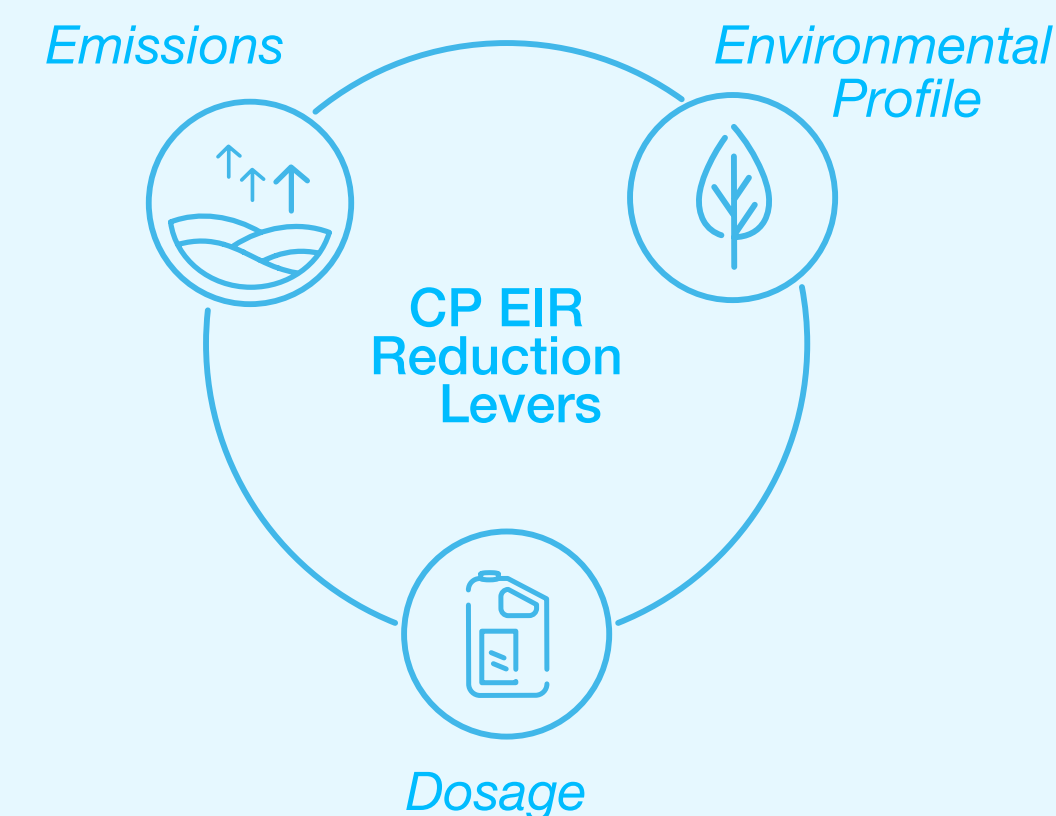 Emissions
Environmental
Profile
CP EIR
Reduction
Levers
Dosage